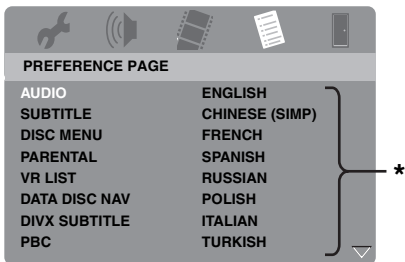 PREFERENCE PAGE
AUDIO ENGLISH
SUBTITLE CHINESE (SIMP)
DISC MENU FRENCH
PARENTAL SPANISH
VR LIST RUSSIAN
DATA DISC NAV POLISH
DIVX SUBTITLE ITALIAN
PBC TURKISH
*